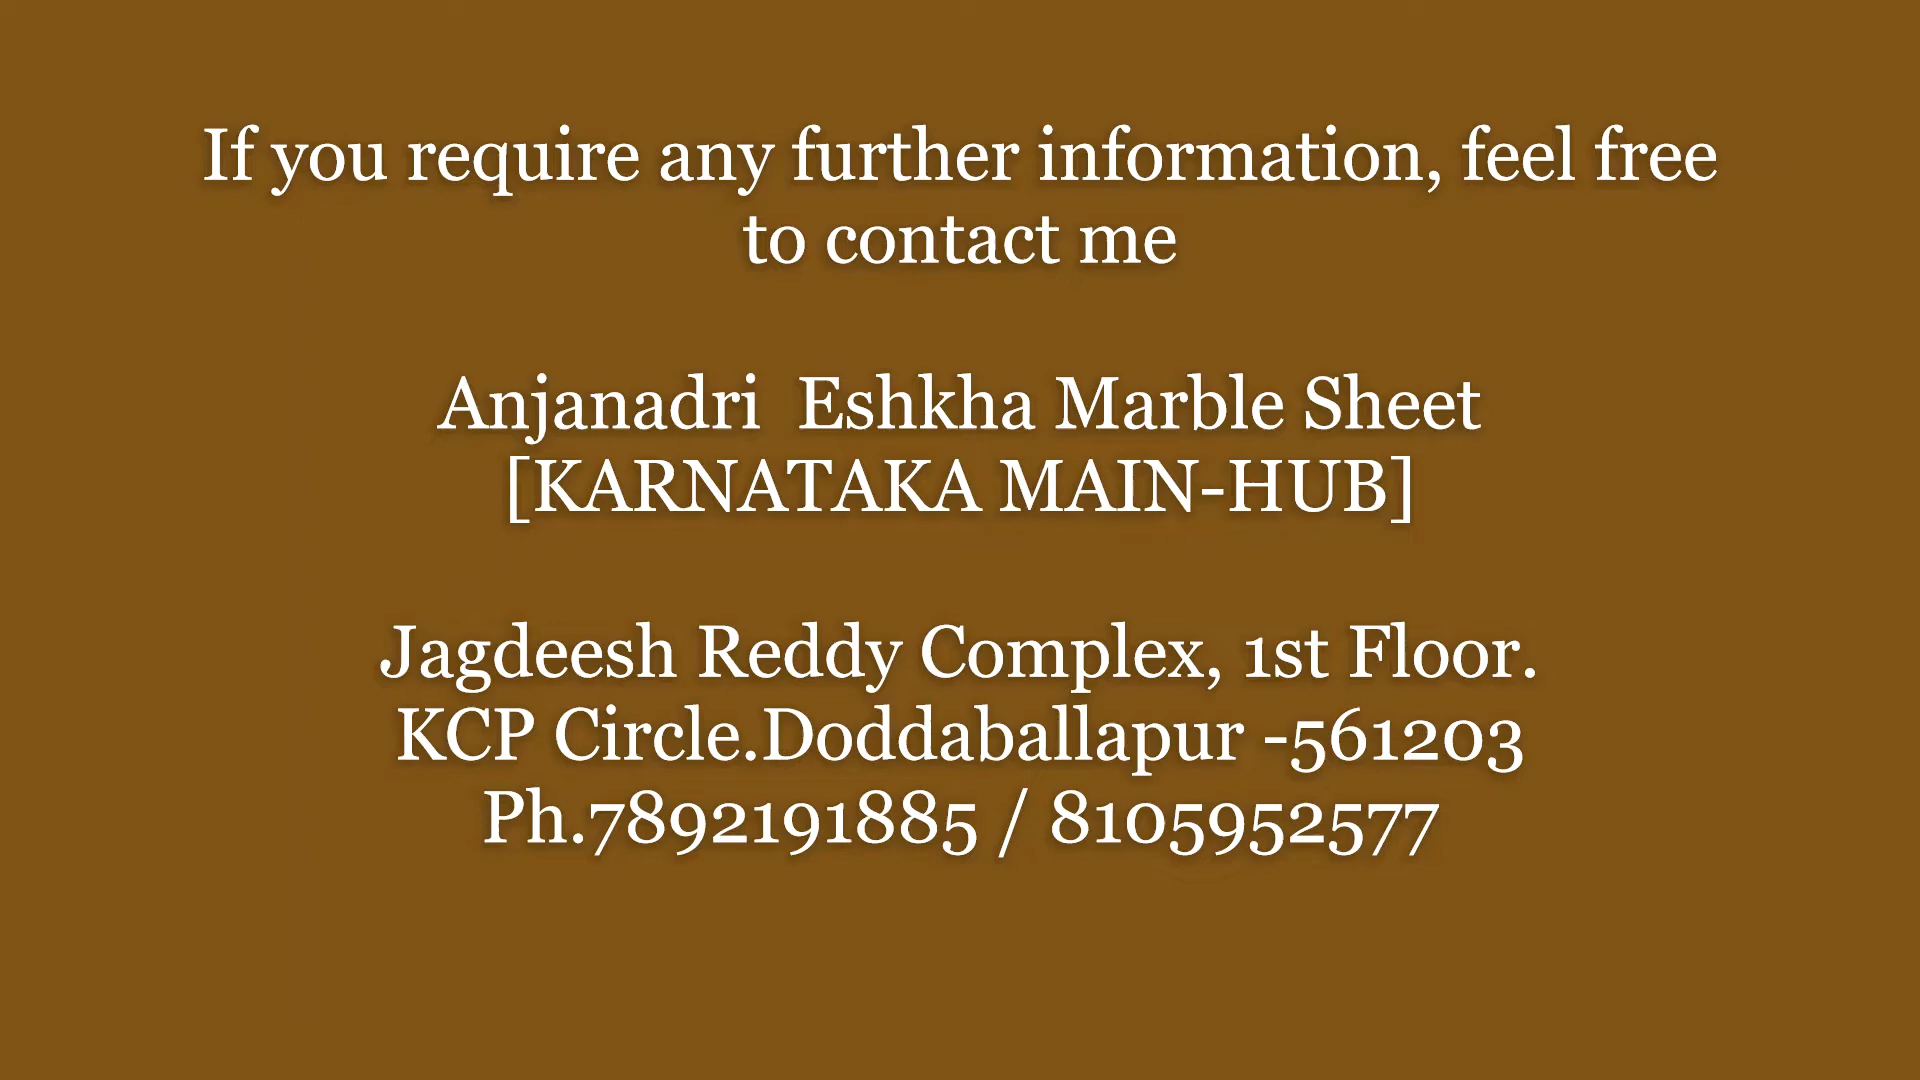 If you require any further information, feel free
to contact me
Anjanadri  Eshkha Marble Sheet
[KARNATAKA MAIN-HUB]
Jagdeesh Reddy Complex, 1st Floor.
KCP Circle.Doddaballapur -561203
Ph.7892191885 / 8105952577